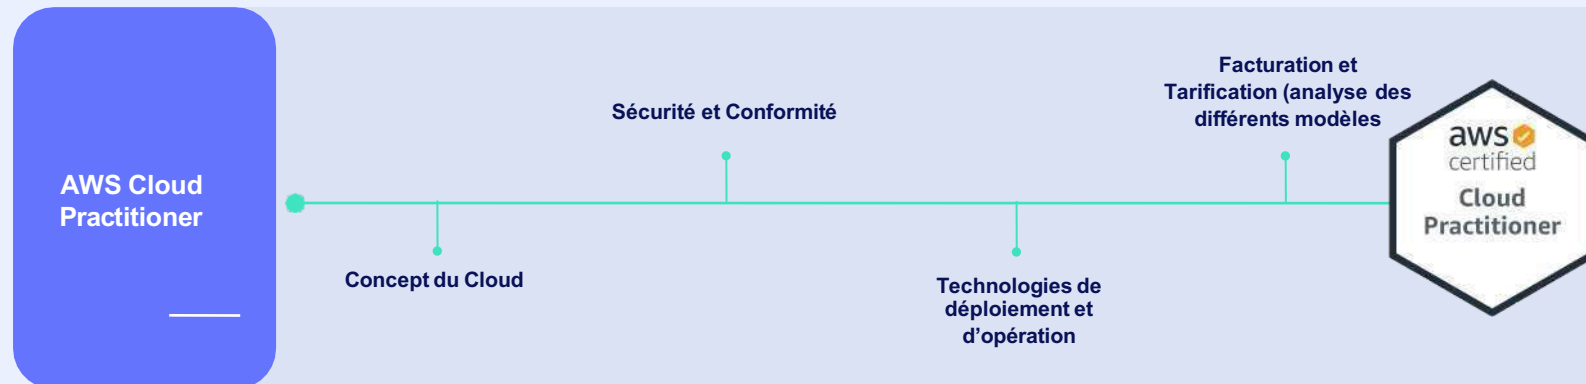 AWS Cloud
Practitioner
Concept du Cloud
Sécurité et Conformité
Technologies de
déploiement et
d’opération
Facturation et
Tarification (analyse des
différents modèles
aws
certified
Cloud
Practitioner